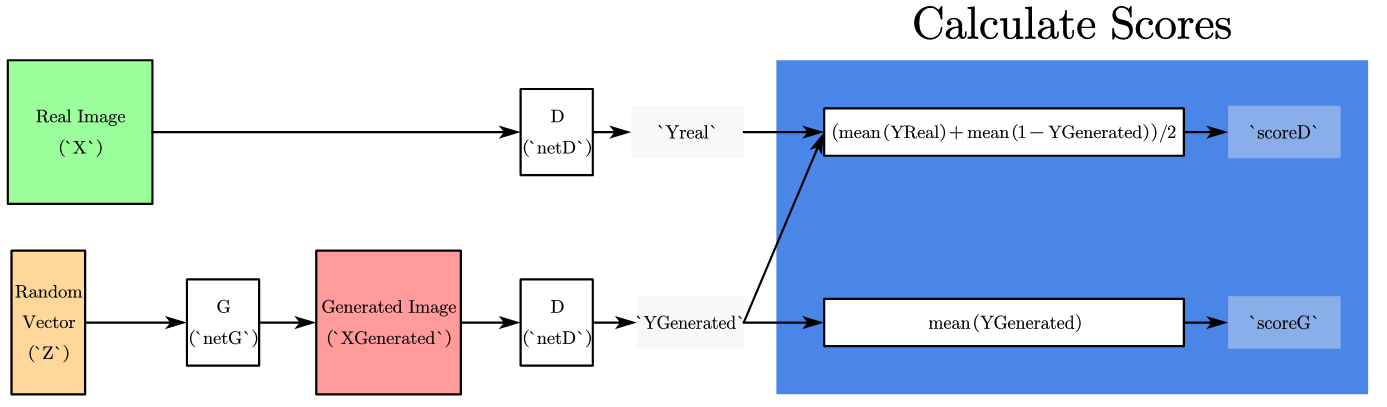 Calculate Scores
Real Image
(`X`)
D
(`netD`)
`Yreal`
(mean (YReal) + mean (1 − YGenerated))/2
`scoreD`
Random
Vector
(`Z`)
G
(`netG`)
Generated Image
(`XGenerated`)
D
(`netD`)
`YGenerated`
mean (YGenerated)
`scoreG`